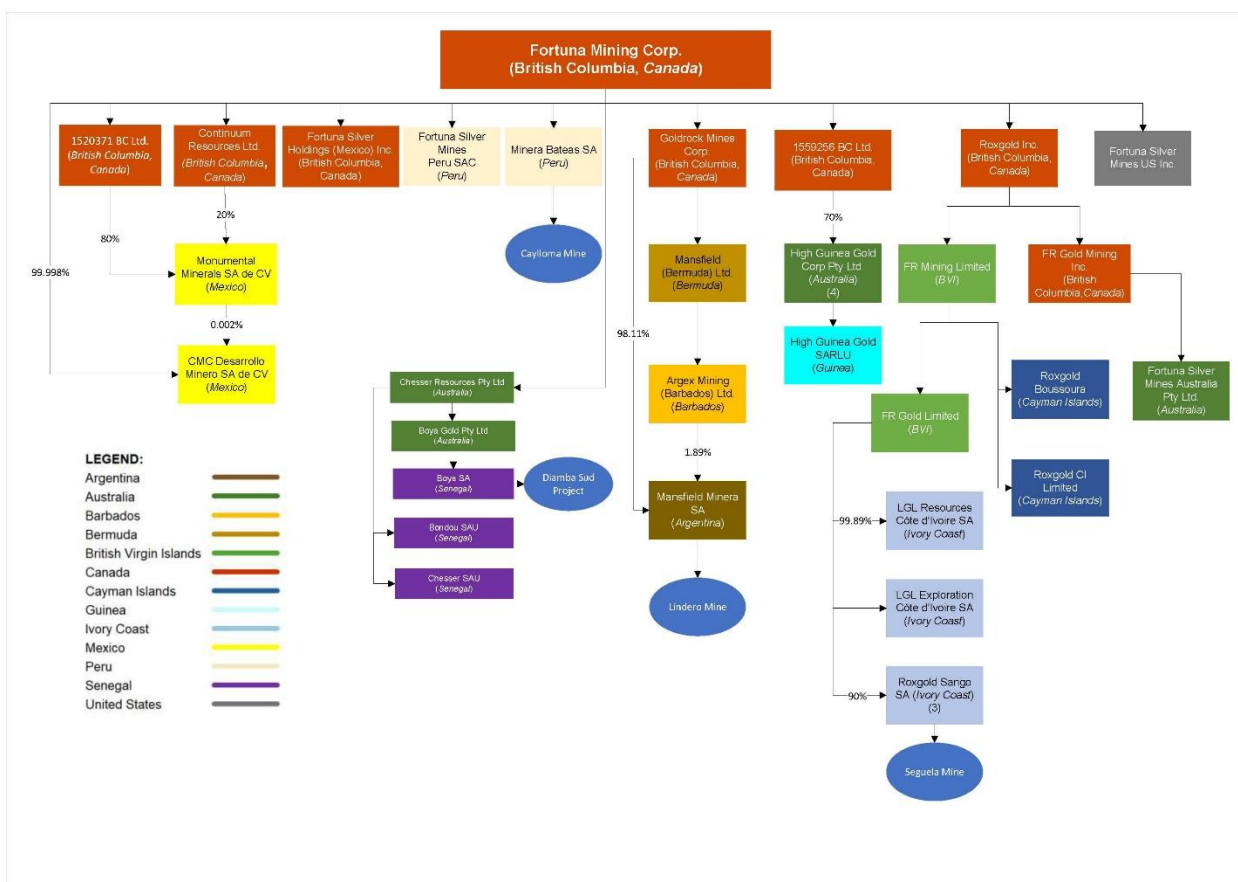 Fortuna Mining Corp.
(British Columbia, Canada)
1520371 BC Ltd.
(British Columbia,
Canada)
Continuum
Resources Ltd.
(British Columbia,
Canada)
Fortuna Silver
Holdings (Mexico) Inc.
(British Columbia,
Canada)
Fortuna Silver
Mines
Peru SAC
(Peru)
Minera Bateas SA
(Peru)
Goldrock Mines
Corp.
(British Columbia,
Canada)
1559266 BC Ltd.
(British Columbia,
Canada)
Roxgold Inc.
(British Columbia,
Canada)
Fortuna Silver
Mines US Inc.
20%
80%
99.998%
70%
Caylloma Mine
Monumental
Minerals SA de CV
(Mexico)
Mansfield
(Bermuda) Ltd.
(Bermuda)
High Guinea Gold
Corp Pty Ltd
(Australia)
(4)
FR Mining Limited
(BVI)
FR Gold Mining
Inc.
(British
Columbia,Canada)
0.002%
98.11%
CMC Desarrollo
Minero SA de CV
(Mexico)
High Guinea Gold
SARLU
(Guinea)
Chesser Resources Pty Ltd
(Australia)
Argex Mining
(Barbados) Ltd.
(Barbados)
Roxgold
Boussoura
(Cayman Islands)
Fortuna Silver
Mines Australia
Pty Ltd.
(Australia)
Boya Gold Pty Ltd
(Australia)
FR Gold Limited
(BVI)
1.89%
Boya SA
(Senegal)
Diamba Sud
Project
Mansfield Minera
SA
(Argentina)
Roxgold CI
Limited
(Cayman Islands)
Bondou SAU
(Senegal)
99.89%
LGL Resources
Côte d'Ivoire SA
(Ivory Coast)
Chesser SAU
(Senegal)
Lindero Mine
LGL Exploration
Côte d'Ivoire SA
(Ivory Coast)
90%
Roxgold Sango
SA (Ivory Coast)
(3)
Seguela Mine
LEGEND:
Argentina
Australia
Barbados
Bermuda
British Virgin Islands
Canada
Cayman Islands
Guinea
Ivory Coast
Mexico
Peru
Senegal
United States